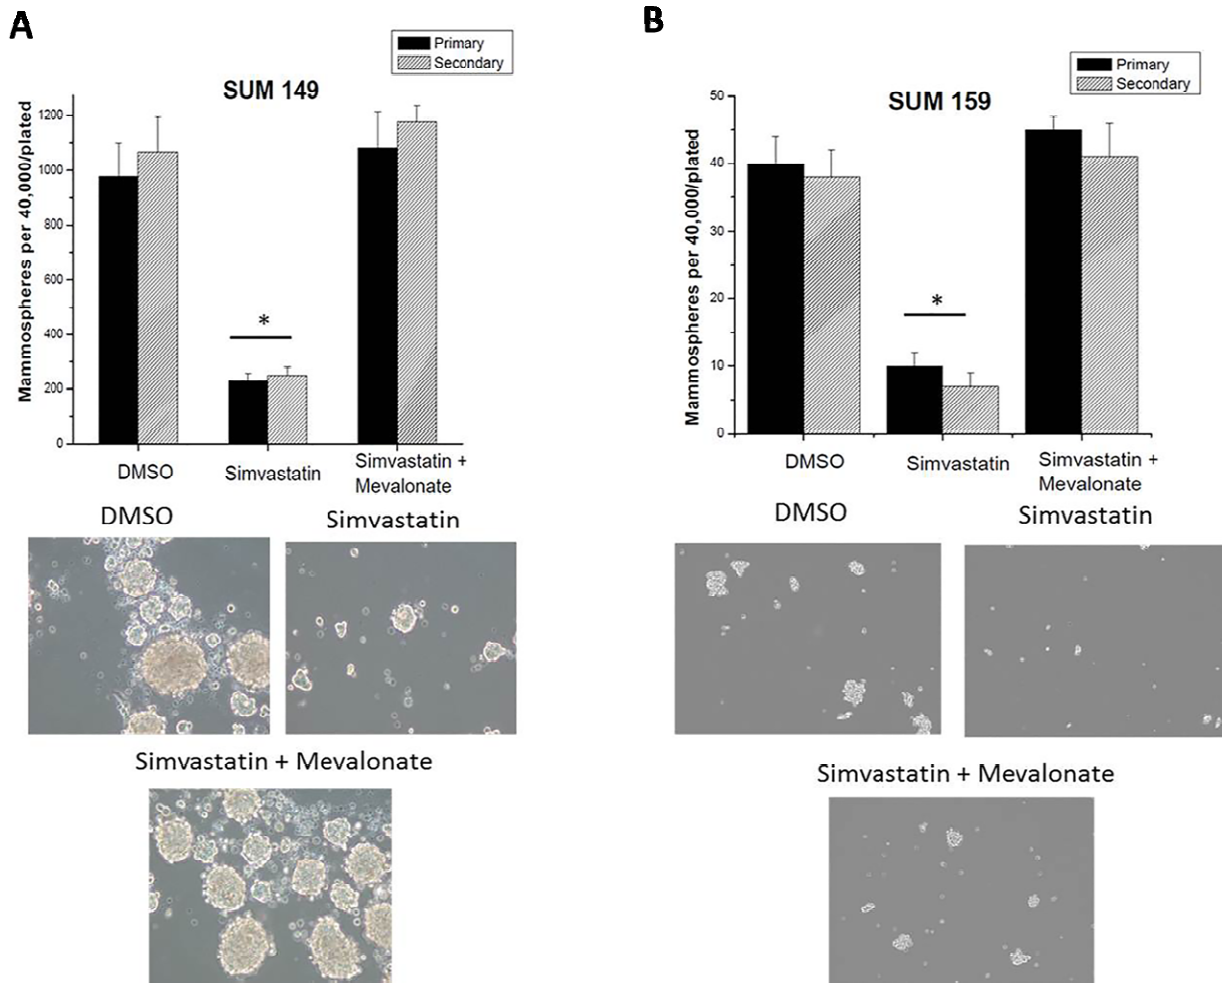 A
Primary
Secondary
SUM 149
Mammospheres per 40,000/plated
1200
1000
800
600
400
200
0
*
DMSO
Simvastatin
Simvastatin +
Mevalonate
DMSO
Simvastatin
Simvastatin + Mevalonate
B
Primary
Secondary
SUM 159
Mammospheres per 40,000/plated
50
40
30
20
10
0
*
DMSO
Simvastatin
Simvastatin +
Mevalonate
DMSO
Simvastatin
Simvastatin + Mevalonate